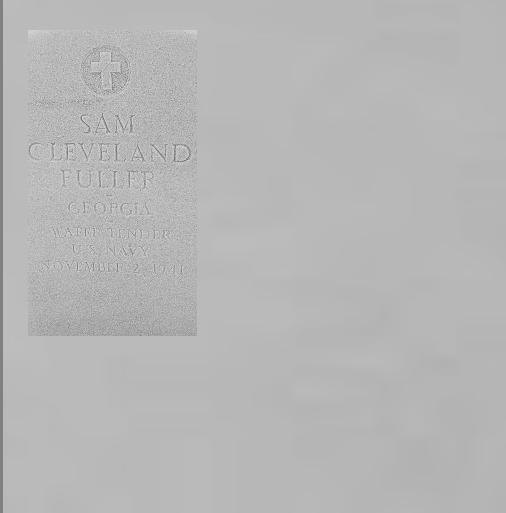 SAM
CLEVELAND
FULLER
GEORGIA
WATER TENDER
U.S. NAVY
NOVEMBER 2, 1941